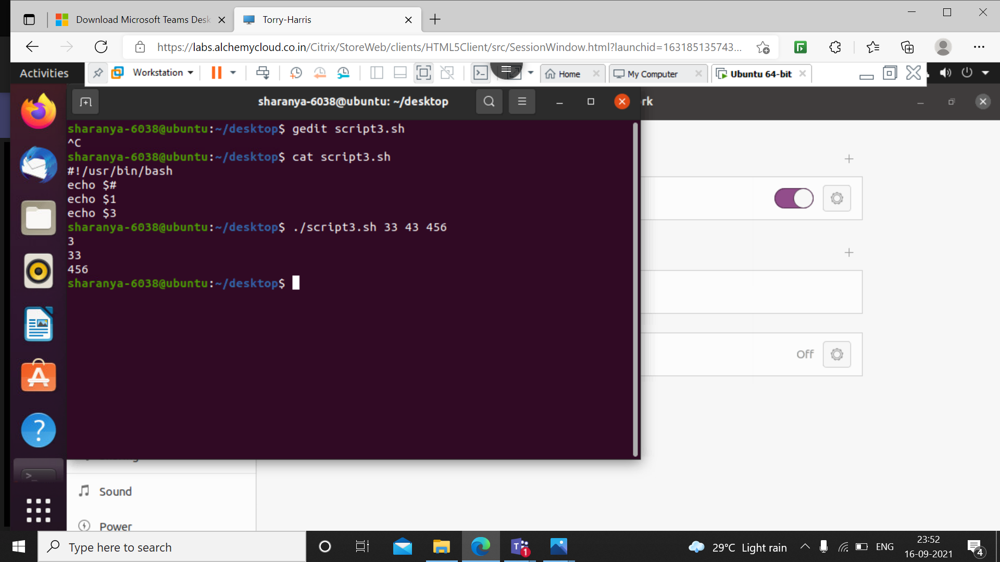 Download Microsoft Teams Desk
Torry-Harris
https://labs.alchemycloud.co.in/Citrix/StoreWeb/clients/HTML5Client/src/SessionWindow.html?launchid=163185135743...
Activities
Workstation
Home
My Computer
Ubuntu 64-bit
sharanya-6038@ubuntu: ~/desktop
rk
sharanya-6038@ubuntu:~/desktop$ gedit script3.sh
^C
sharanya-6038@ubuntu:~/desktop$ cat script3.sh
#!/usr/bin/bash
echo $#
echo $1
echo $3
sharanya-6038@ubuntu:~/desktop$ ./script3.sh 33 43 456
3
33
456
sharanya-6038@ubuntu:~/desktop$
Off
Sound
Power
Type here to search
29°C Light rain
ENG
23:52
16-09-2021
1
4